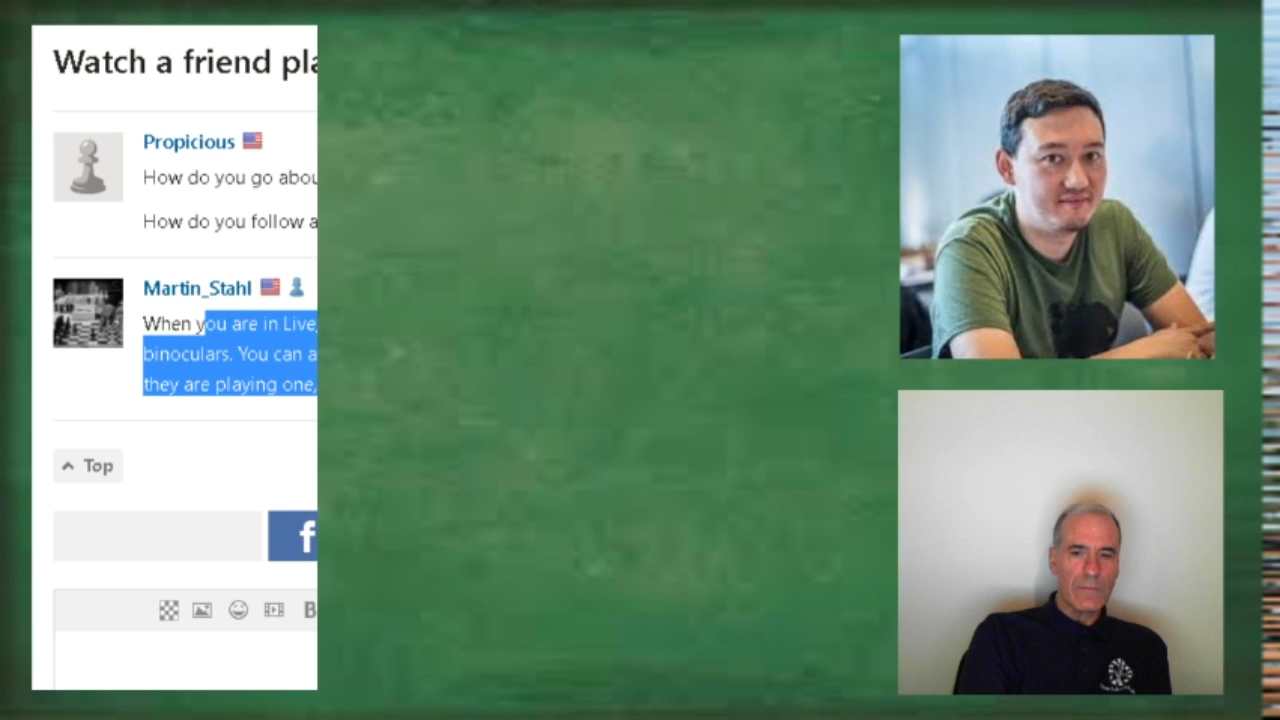 Watch a friend pla
Propicious
How do you go abou
How do you follow a
Martin_Stahl
When you are in Live,
binoculars. You can a
they are playing one,
Top
f
B